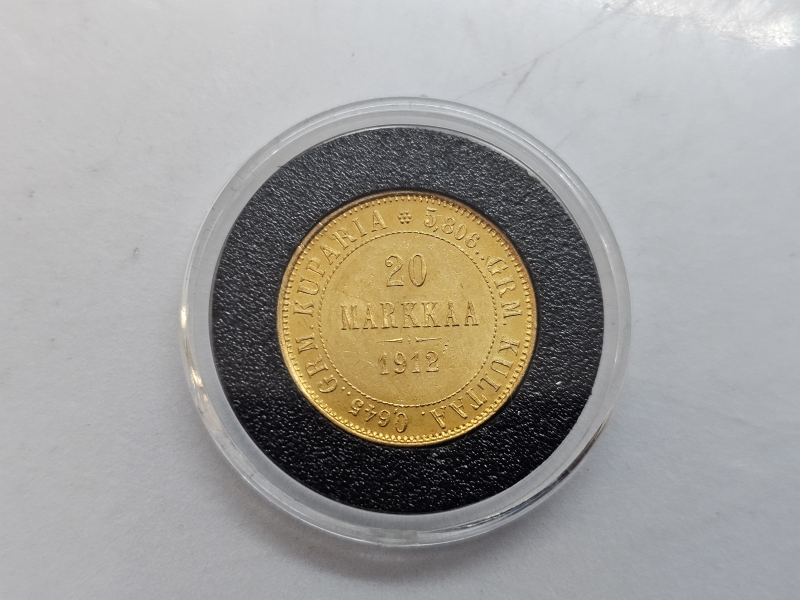 5,806..GRM. KULTAA. 0,645..GRM. KUPARIA
20
MARKKAA
1912